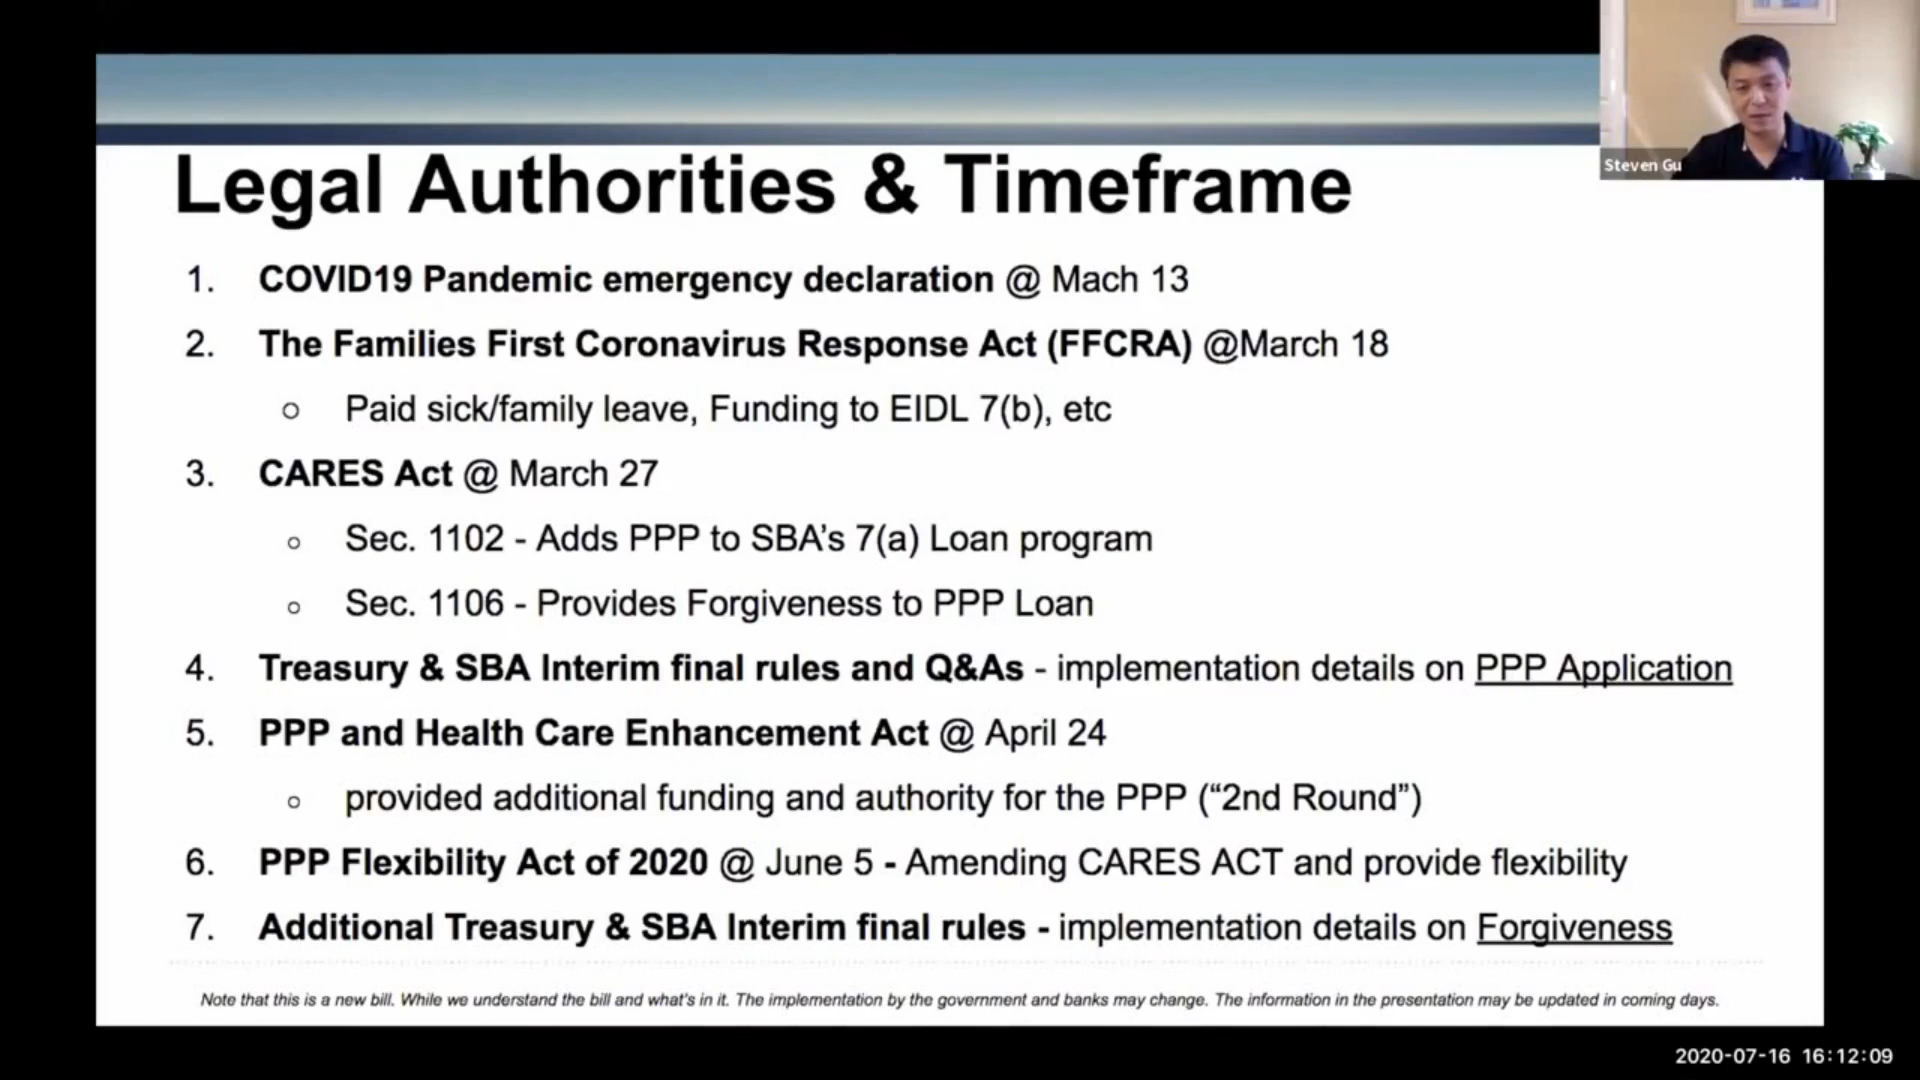 Steven Gu
Legal Authorities & Timeframe
1. COVID19 Pandemic emergency declaration @ Mach 13
2. The Families First Coronavirus Response Act (FFCRA) @March 18
○ Paid sick/family leave, Funding to EIDL 7(b), etc
3. CARES Act @ March 27
○ Sec. 1102 - Adds PPP to SBA’s 7(a) Loan program
○ Sec. 1106 - Provides Forgiveness to PPP Loan
4. Treasury & SBA Interim final rules and Q&As - implementation details on PPP Application
5. PPP and Health Care Enhancement Act @ April 24
○ provided additional funding and authority for the PPP (“2nd Round”)
6. PPP Flexibility Act of 2020 @ June 5 - Amending CARES ACT and provide flexibility
7. Additional Treasury & SBA Interim final rules - implementation details on Forgiveness
Note that this is a new bill. While we understand the bill and what's in it. The implementation by the government and banks may change. The information in the presentation may be updated in coming days.
2020-07-16 16:12:09